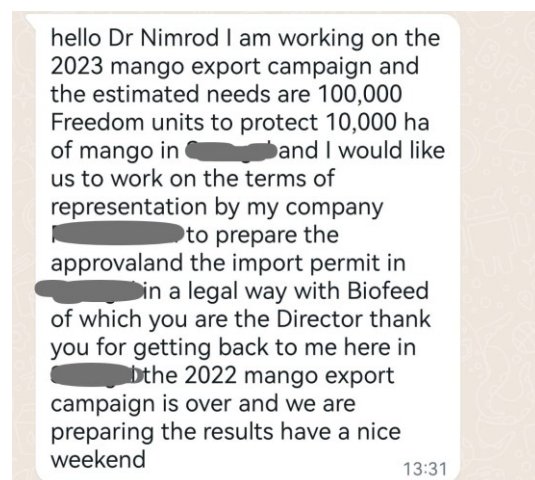 hello Dr Nimrod I am working on the
2023 mango export campaign and
the estimated needs are 100,000
Freedom units to protect 10,000 ha
of mango in and I would like
us to work on the terms of
representation by my company
to prepare the
approvaland the import permit in
in a legal way with Biofeed
of which you are the Director thank
you for getting back to me here in
the 2022 mango export
campaign is over and we are
preparing the results have a nice
weekend
13:31